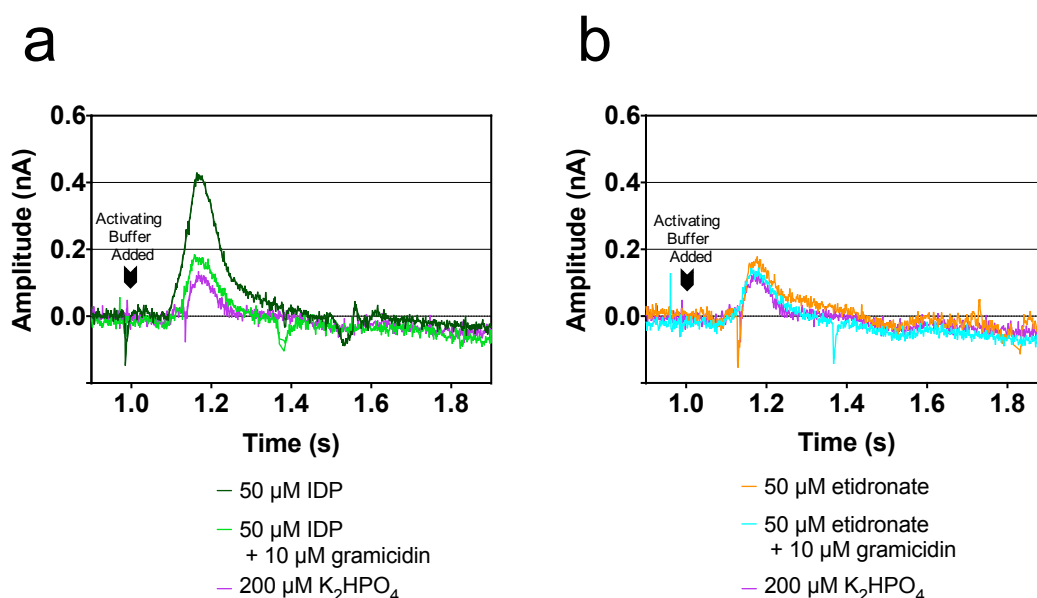 a
0.6
0.4
0.2
0.0
Amplitude (nA)
Activating
Buffer
Added
1.0 1.2 1.4 1.6 1.8
Time (s)
50 µM IDP
50 µM IDP
+ 10 µM gramicidin
200 µM K₂HPO₄
b
0.6
0.4
0.2
0.0
Amplitude (nA)
Activating
Buffer
Added
1.0 1.2 1.4 1.6 1.8
Time (s)
50 µM etidronate
50 µM etidronate
+ 10 µM gramicidin
200 µM K₂HPO₄